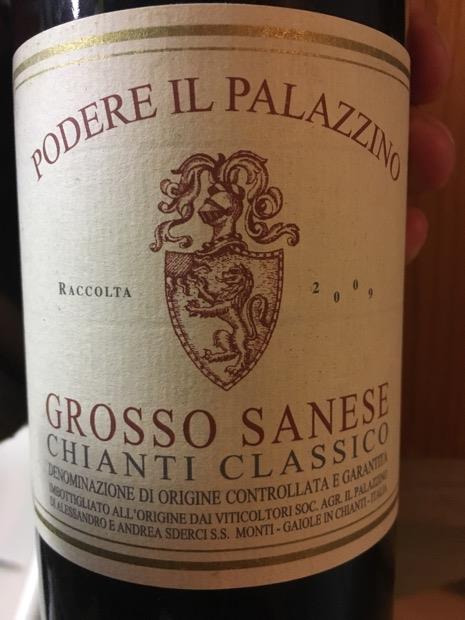 PODERE IL PALAZZINO
RACCOLTA 2009
GROSSO SANESE
CHIANTI CLASSICO
DENOMINAZIONE DI ORIGINE CONTROLLATA E GARANTITA
IMBOTTIGLIATO ALL'ORIGINE DAI VITICOLTORI SOC. AGR. IL PALAZZINO
DI ALESSANDRO E ANDREA SDERCI S.S. MONTI - GAIOLE IN CHIANTI - ITALIA